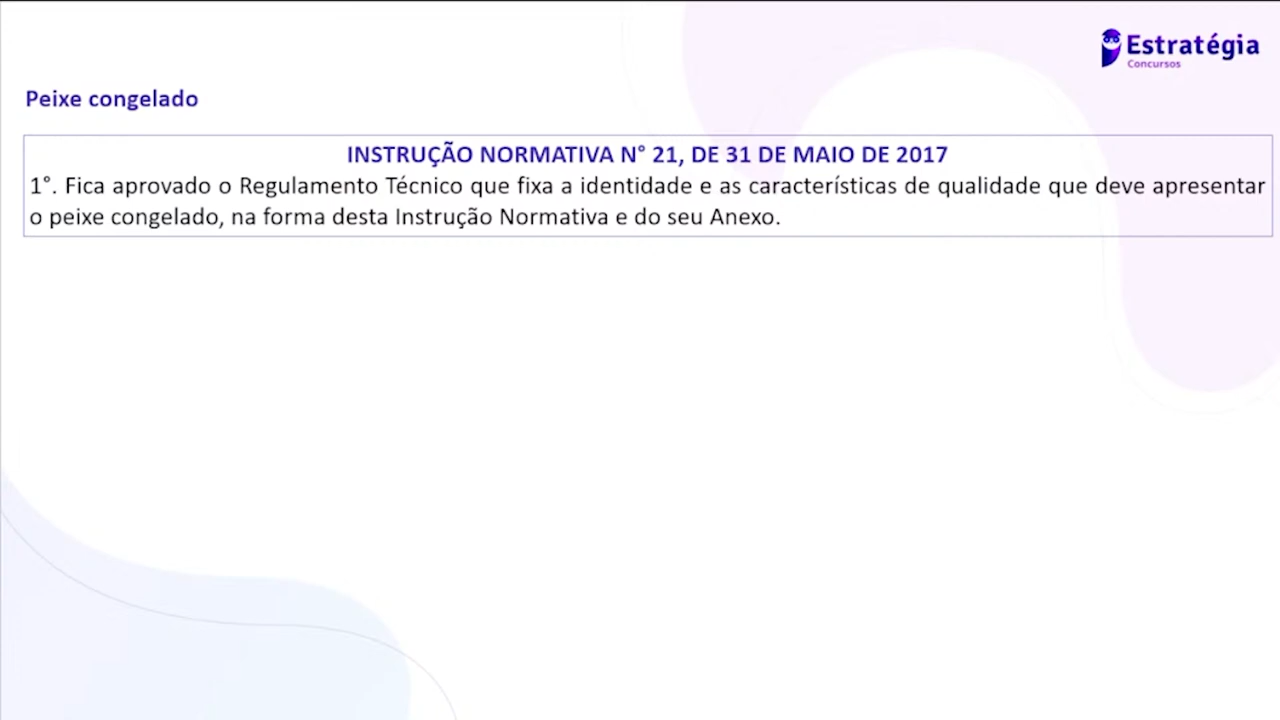 Estratégia
Concursos
Peixe congelado
INSTRUÇÃO NORMATIVA N° 21, DE 31 DE MAIO DE 2017
1°. Fica aprovado o Regulamento Técnico que fixa a identidade e as características de qualidade que deve apresentar
o peixe congelado, na forma desta Instrução Normativa e do seu Anexo.